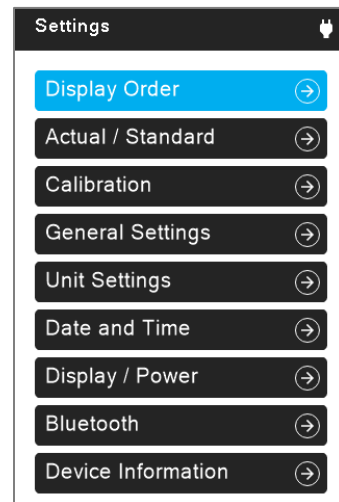 Settings
Display Order
Actual / Standard
Calibration
General Settings
Unit Settings
Date and Time
Display / Power
Bluetooth
Device Information